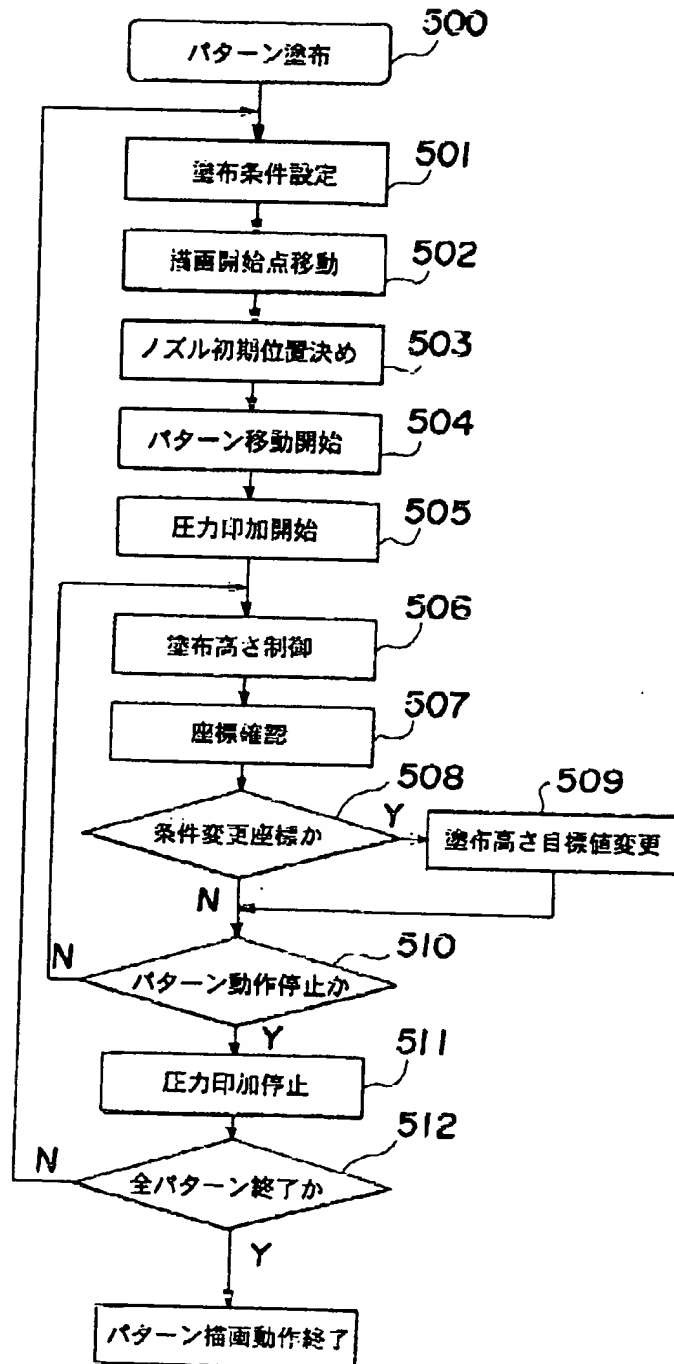 500
パターン塗布
501
塗布条件設定
502
描画開始点移動
503
ノズル初期位置決め
504
パターン移動開始
505
圧力印加開始
506
塗布高さ制御
507
座標確認
508
条件変更座標か
Y
509
塗布高さ目標値変更
N
510
N
パターン動作停止か
Y
511
圧力印加停止
512
N
全パターン終了か
Y
パターン描画動作終了